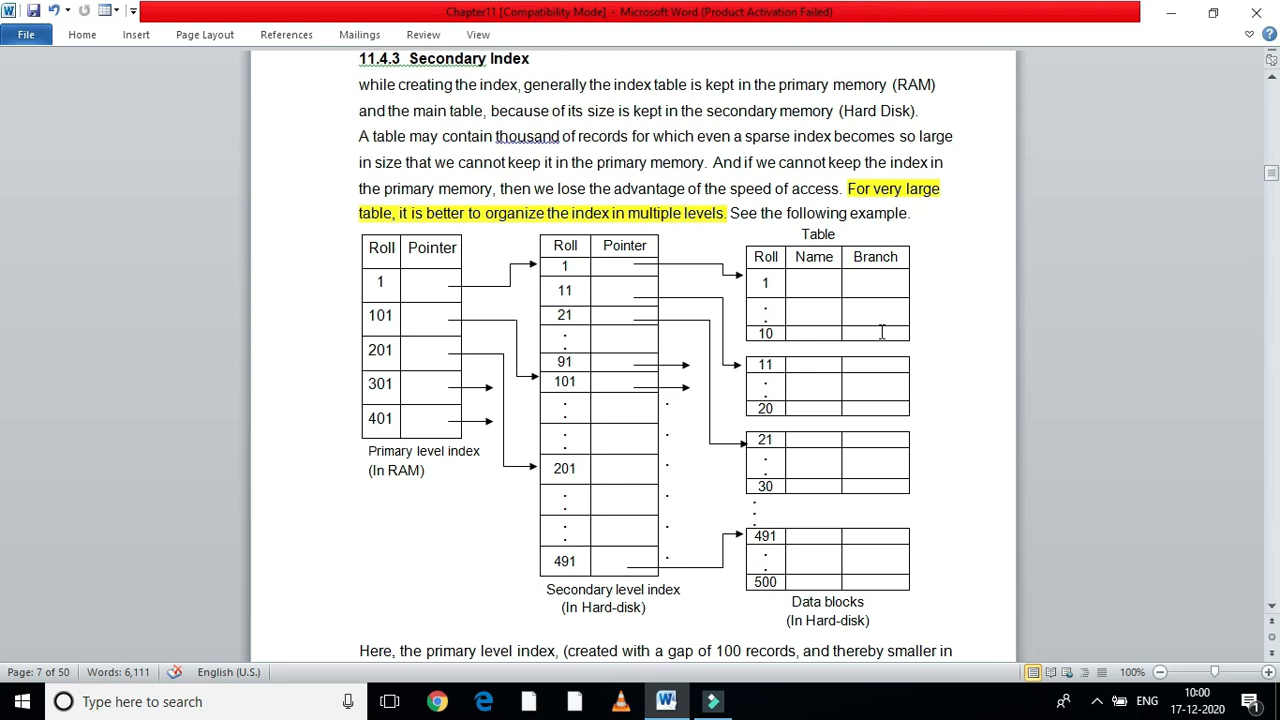 Chapter11 [Compatibility Mode] - Microsoft Word (Product Activation Failed)
File Home Insert Page Layout References Mailings Review View
11.4.3 Secondary Index
while creating the index, generally the index table is kept in the primary memory (RAM)
and the main table, because of its size is kept in the secondary memory (Hard Disk).
A table may contain thousand of records for which even a sparse index becomes so large
in size that we cannot keep it in the primary memory. And if we cannot keep the index in
the primary memory, then we lose the advantage of the speed of access. For very large
table, it is better to organize the index in multiple levels. See the following example.
Roll Pointer
1
101
201
301
401
Primary level index
(In RAM)
Roll Pointer
1
11
21
.
.
91
101
.
.
.
.
201
.
.
.
.
491
Secondary level index
(In Hard-disk)
Table
Roll Name Branch
1
.
.
10
11
.
.
20
21
.
.
30
.
.
.
491
.
.
500
Data blocks
(In Hard-disk)
Here, the primary level index, (created with a gap of 100 records, and thereby smaller in
Page: 7 of 50 Words: 6,111 English (U.S.) 100%
Type here to search ENG 10:00
17-12-2020